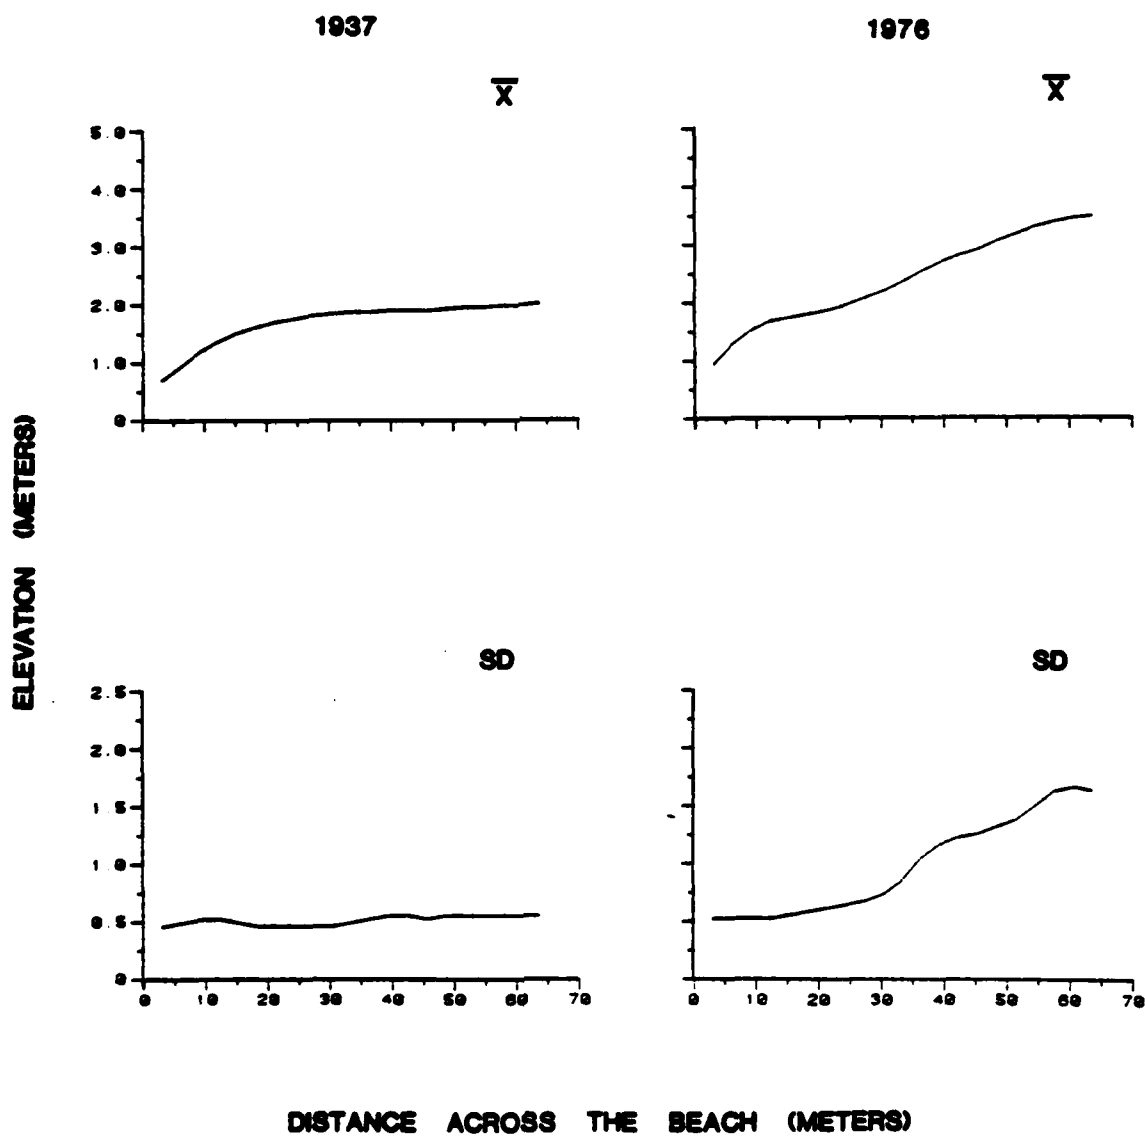 1937 1976
X̅ X̅
5.0
4.0
3.0
2.0
1.0
0
ELEVATION (METERS)
SD SD
2.5
2.0
1.5
1.0
0.5
0
0 10 20 30 40 50 60 70 0 10 20 30 40 50 60 70
DISTANCE ACROSS THE BEACH (METERS)